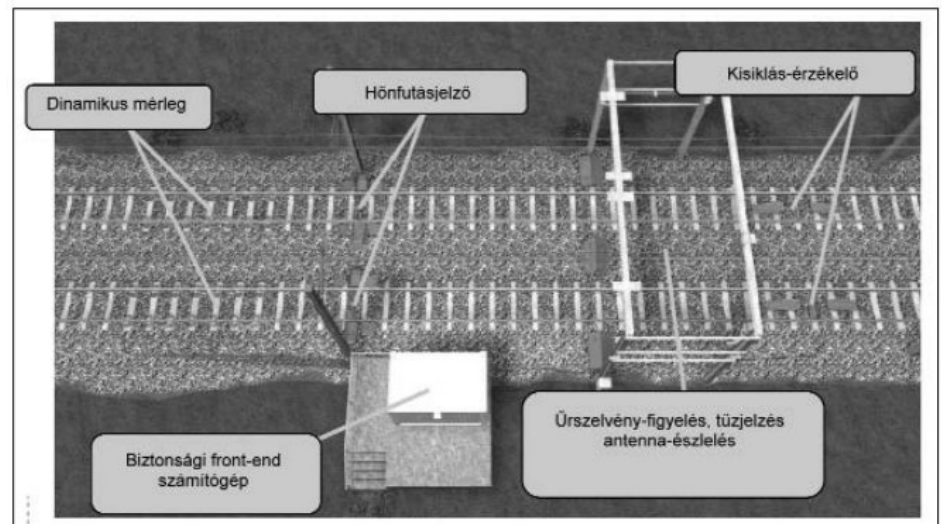 Dinamikus mérleg
Hőnfutásjelző
Kisiklás-érzékelő
Biztonsági front-end
számítógép
Űrszelvény-figyelés, tűzjelzés
antenna-észlelés